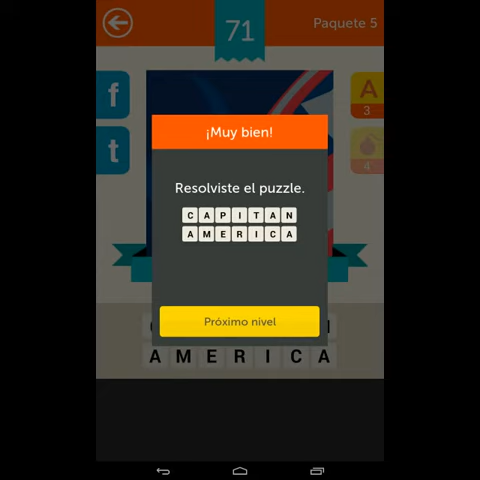 71
Paquete 5
f
A
3
t
4
¡Muy bien!
Resolviste el puzzle.
CAPITAN
AMERICA
Próximo nivel
AMERICA